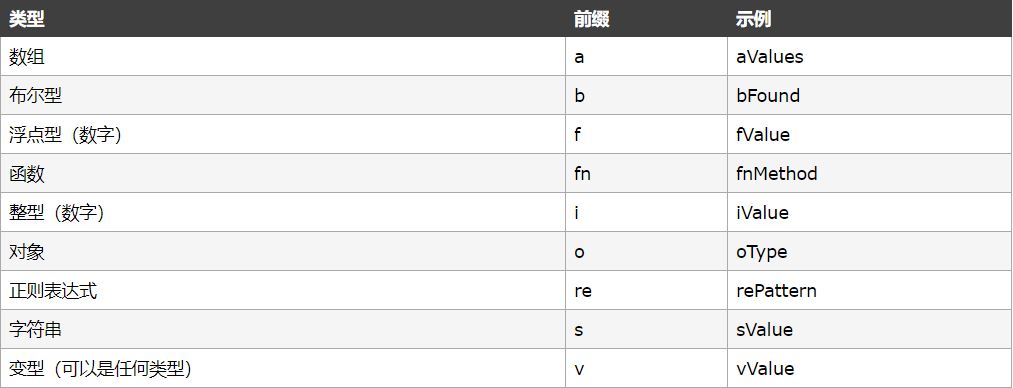 类型 前缀 示例
数组 a aValues
布尔型 b bFound
浮点型（数字） f fValue
函数 fn fnMethod
整型（数字） i iValue
对象 o oType
正则表达式 re rePattern
字符串 s sValue
变型（可以是任何类型） v vValue